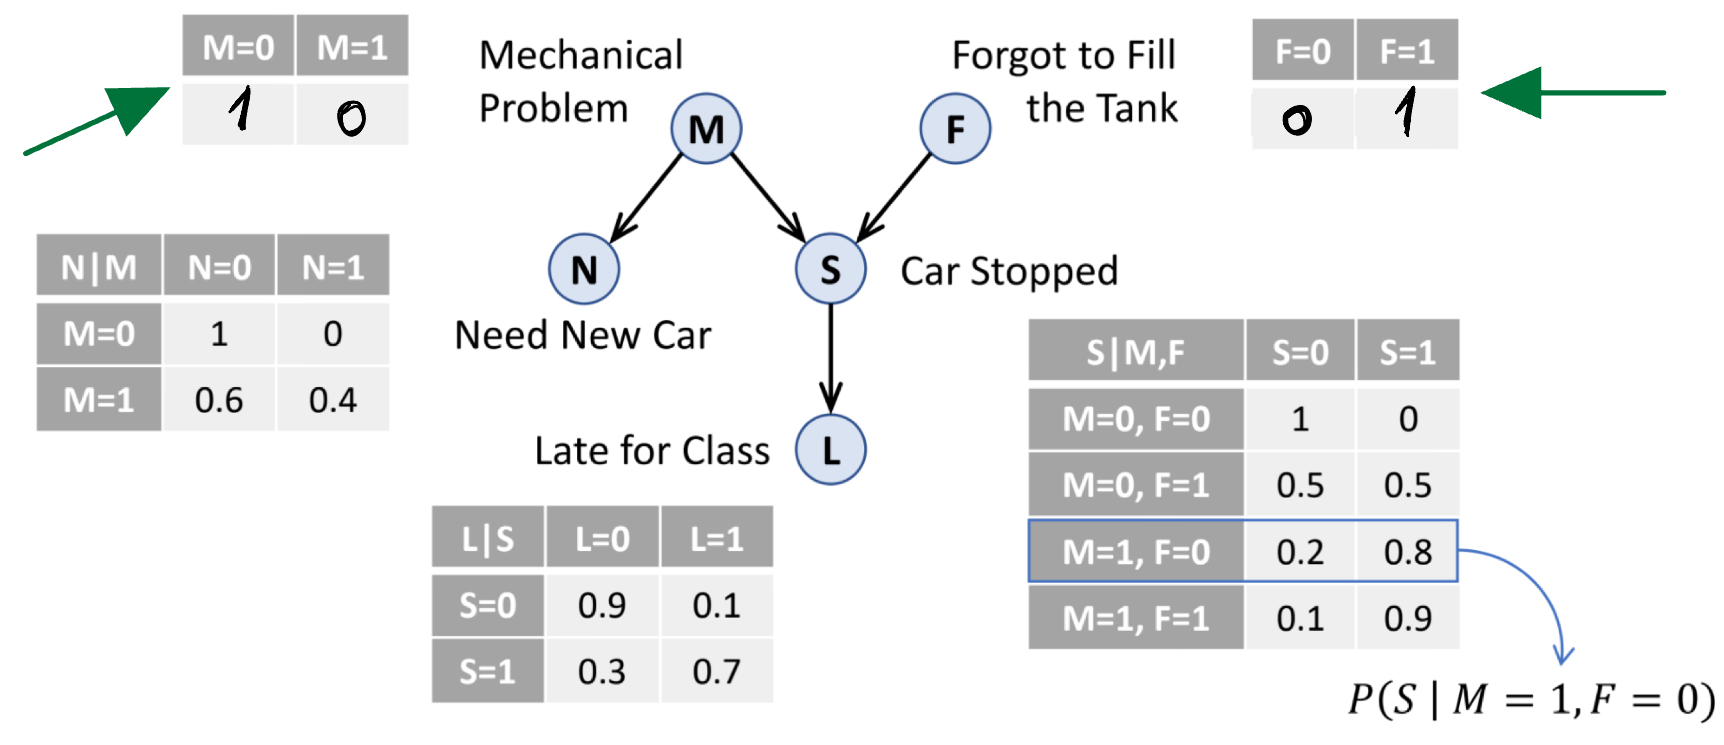 M=0 M=1
1 0
Mechanical
Problem
Forgot to Fill
the Tank
F=0 F=1
0 1
M
F
N|M N=0 N=1
M=0 1 0
M=1 0.6 0.4
N
S
Need New Car
Car Stopped
S|M,F S=0 S=1
M=0, F=0 1 0
M=0, F=1 0.5 0.5
M=1, F=0 0.2 0.8
M=1, F=1 0.1 0.9
Late for Class
L
L|S L=0 L=1
S=0 0.9 0.1
S=1 0.3 0.7
P(S | M = 1, F = 0)